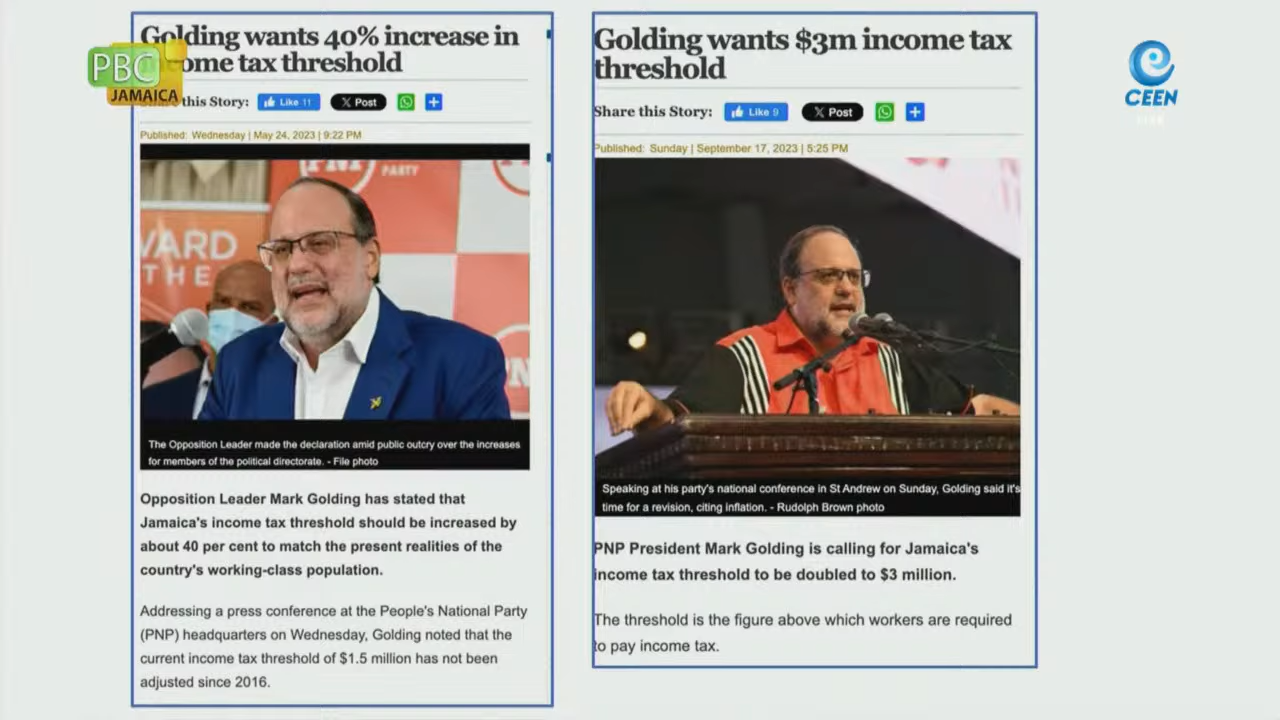 PBC
JAMAICA
Golding wants 40% increase in
income tax threshold
this Story:
Like 11
Post
Published: Wednesday | May 24, 2023 | 9:22 PM
PARTY
VARD
THE
The Opposition Leader made the declaration amid public outcry over the increases
for members of the political directorate. - File photo
Opposition Leader Mark Golding has stated that
Jamaica's income tax threshold should be increased by
about 40 per cent to match the present realities of the
country's working-class population.
Addressing a press conference at the People's National Party
(PNP) headquarters on Wednesday, Golding noted that the
current income tax threshold of $1.5 million has not been
adjusted since 2016.
Golding wants $3m income tax
threshold
Share this Story:
Like 9
Post
Published: Sunday | September 17, 2023 | 5:25 PM
Speaking at his party's national conference in St Andrew on Sunday, Golding said it's
time for a revision, citing inflation. - Rudolph Brown photo
PNP President Mark Golding is calling for Jamaica's
income tax threshold to be doubled to $3 million.
The threshold is the figure above which workers are required
to pay income tax.
CEEN